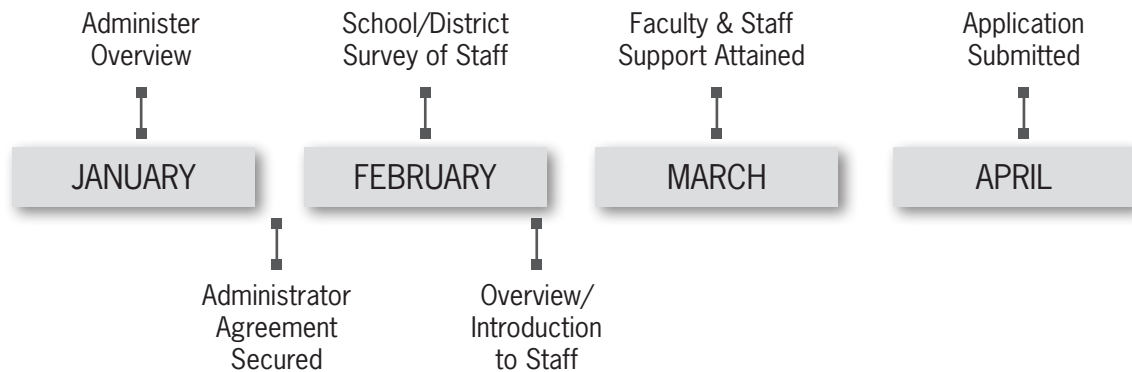 Administer
Overview
School/District
Survey of Staff
Faculty & Staff
Support Attained
Application
Submitted
JANUARY
FEBRUARY
MARCH
APRIL
Administrator
Agreement
Secured
Overview/
Introduction
to Staff